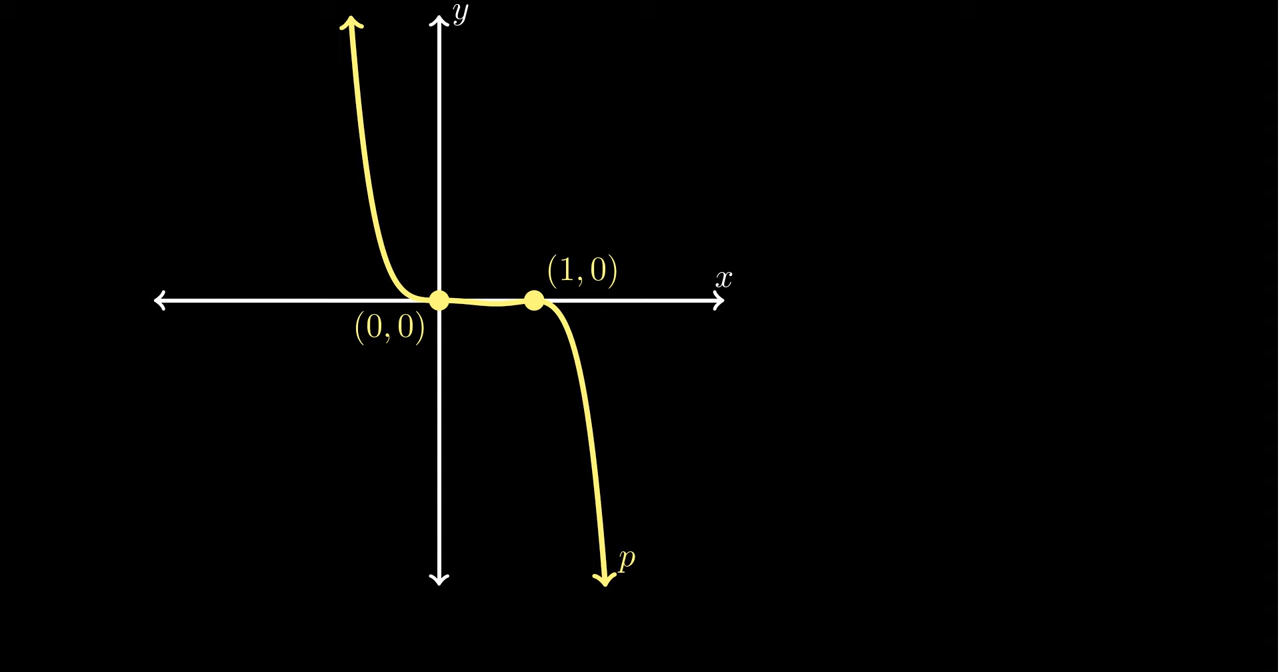 y
(1, 0)
x
(0, 0)
p